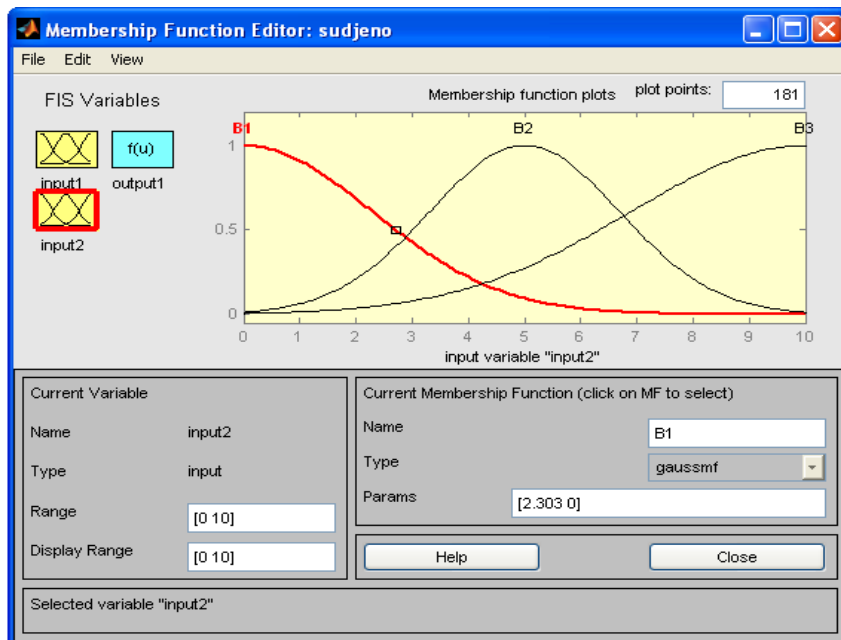 Membership Function Editor: sudjeno
File Edit View
FIS Variables
Membership function plots plot points: 181
f(u)
input1 output1
input2
B1 B2 B3
1
0.5
0
0 1 2 3 4 5 6 7 8 9 10
input variable "input2"
Current Variable
Name input2
Type input
Range [0 10]
Display Range [0 10]
Current Membership Function (click on MF to select)
Name B1
Type gaussmf
Params [2.303 0]
Help Close
Selected variable "input2"